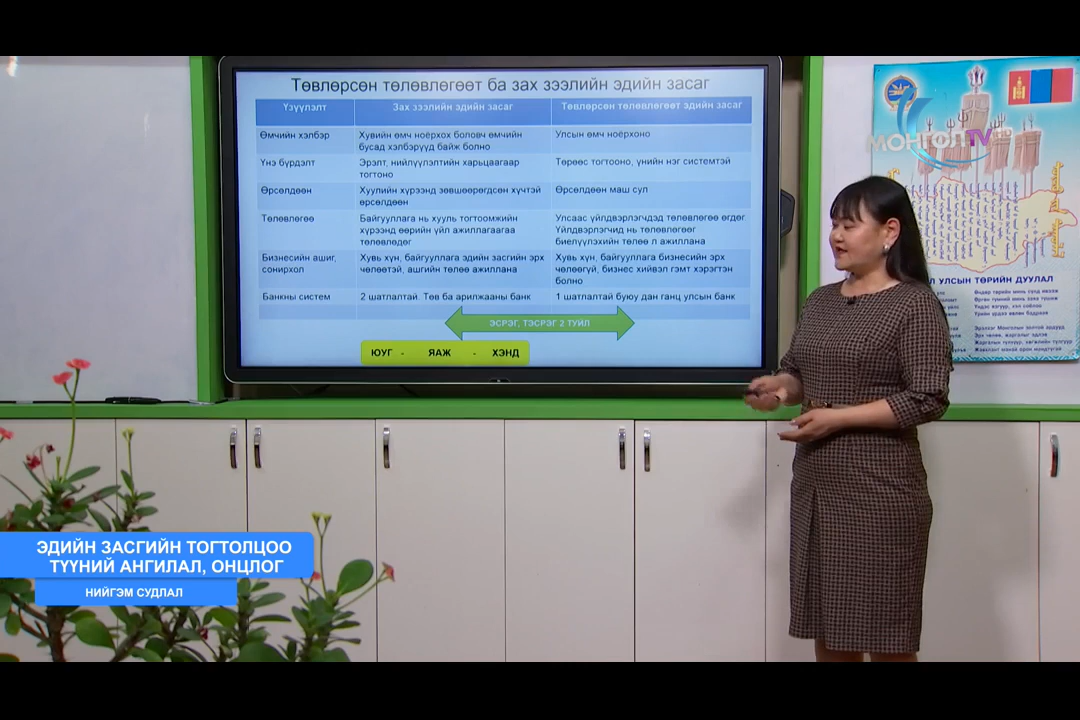 Төвлөрсөн төлөвлөгөөт ба зах зээлийн эдийн засаг
Үзүүлэлт
Зах зээлийн эдийн засаг
Төвлөрсөн төлөвлөгөөт эдийн засаг
Өмчийн хэлбэр
Хувийн өмч ноёрхох боловч өмчийн
бусад хэлбэрүүд байж болно
Улсын өмч ноёрхоно
Үнэ бүрдэлт
Эрэлт, нийлүүлэлтийн харьцаагаар
тогтоно
Төрөөс тогтооно, үнийн нэг системтэй
Өрсөлдөөн
Хуулийн хүрээнд зөвшөөрөгдсөн хүчтэй
өрсөлдөөн
Өрсөлдөөн маш сул
Төлөвлөгөө
Байгууллага нь хууль тогтоомжийн
хүрээнд өөрийн үйл ажиллагаагаа
төлөвлөдөг
Улсаас үйлдвэрлэгчдэд төлөвлөгөө өгдөг.
Үйлдвэрлэгчид нь төлөвлөгөөг
биелүүлэхийн төлөө л ажиллана
Бизнесийн ашиг,
сонирхол
Хувь хүн, байгууллага эдийн засгийн эрх
чөлөөтэй, ашгийн төлөө ажиллана
Хувь хүн, байгууллага бизнесийн эрх
чөлөөгүй, бизнес хийвэл гэмт хэрэгтэн
болно
Банкны систем
2 шатлалтай. Төв ба арилжааны банк
1 шатлалтай буюу дан ганц улсын банк
ЭСРЭГ, ТЭСРЭГ 2 ТУЙЛ
ЮУГ - ЯАЖ - ХЭНД
МОНГОЛ TV
УЛСЫН ТӨРИЙН ДУУЛАЛ
ЭДИЙН ЗАСГИЙН ТОГТОЛЦОО
ТҮҮНИЙ АНГИЛАЛ, ОНЦЛОГ
НИЙГЭМ СУДЛАЛ